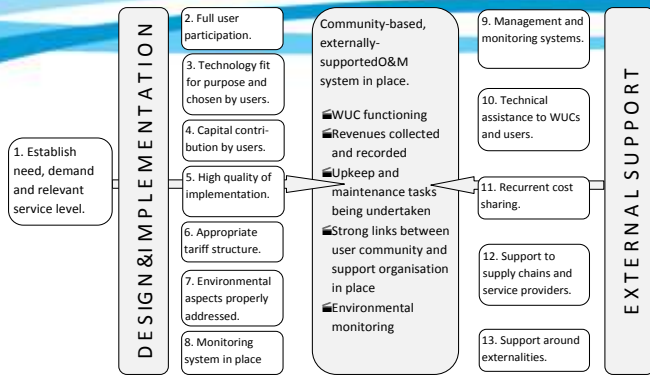 1. Establish
need, demand
and relevant
service level.
DESIGN&IMPLEMENTATION
2. Full user
participation.
3. Technology fit
for purpose and
chosen by users.
4. Capital contri-
bution by users.
5. High quality of
implementation.
6. Appropriate
tariff structure.
7. Environmental
aspects properly
addressed.
8. Monitoring
system in place
Community-based,
externally-
supportedO&M
system in place.
WUC functioning
Revenues collected
and recorded
Upkeep and
maintenance tasks
being undertaken
Strong links between
user community and
support organisation
in place
Environmental
monitoring
9. Management and
monitoring systems.
10. Technical
assistance to WUCs
and users.
11. Recurrent cost
sharing.
12. Support to
supply chains and
service providers.
13. Support around
externalities.
EXTERNAL SUPPORT